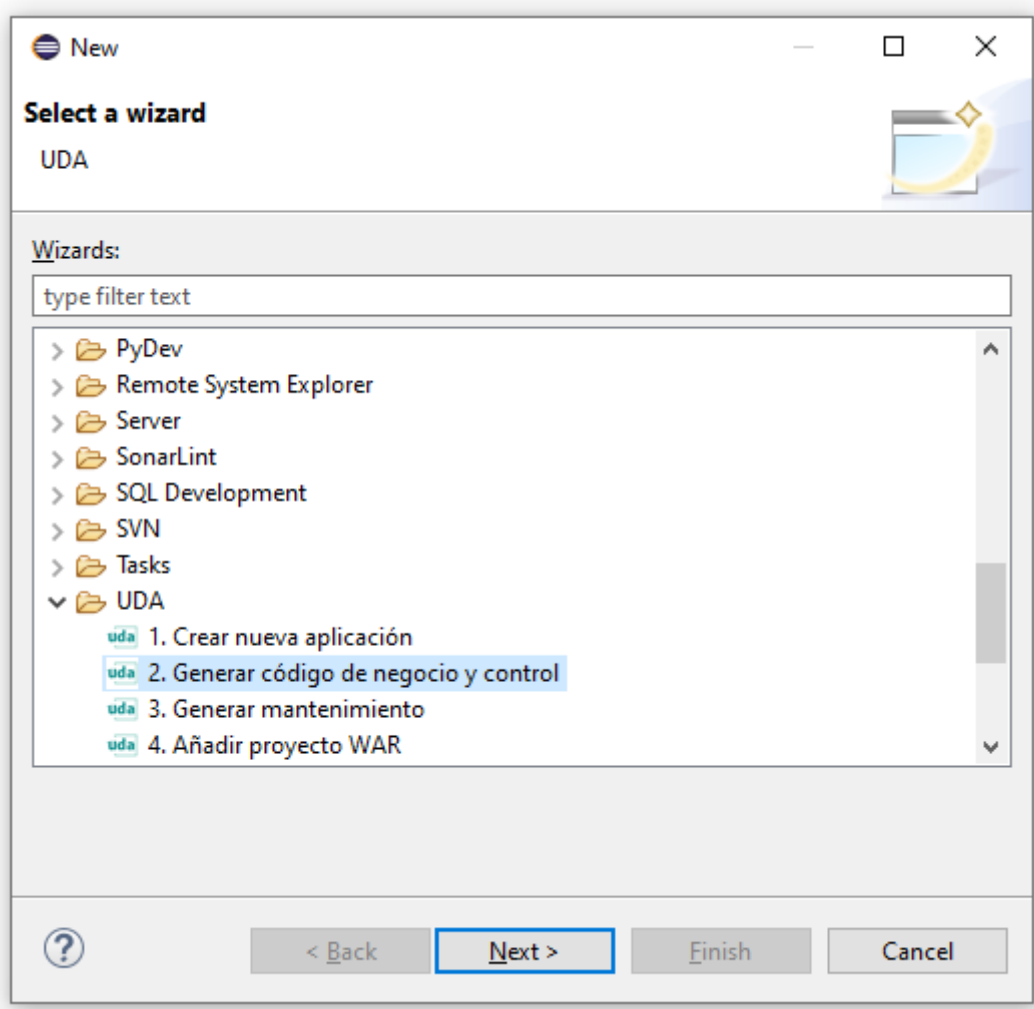 New
Select a wizard
UDA
Wizards:
type filter text
PyDev
Remote System Explorer
Server
SonarLint
SQL Development
SVN
Tasks
UDA
uda 1. Crear nueva aplicación
uda 2. Generar código de negocio y control
uda 3. Generar mantenimiento
uda 4. Añadir proyecto WAR
? < Back Next > Finish Cancel